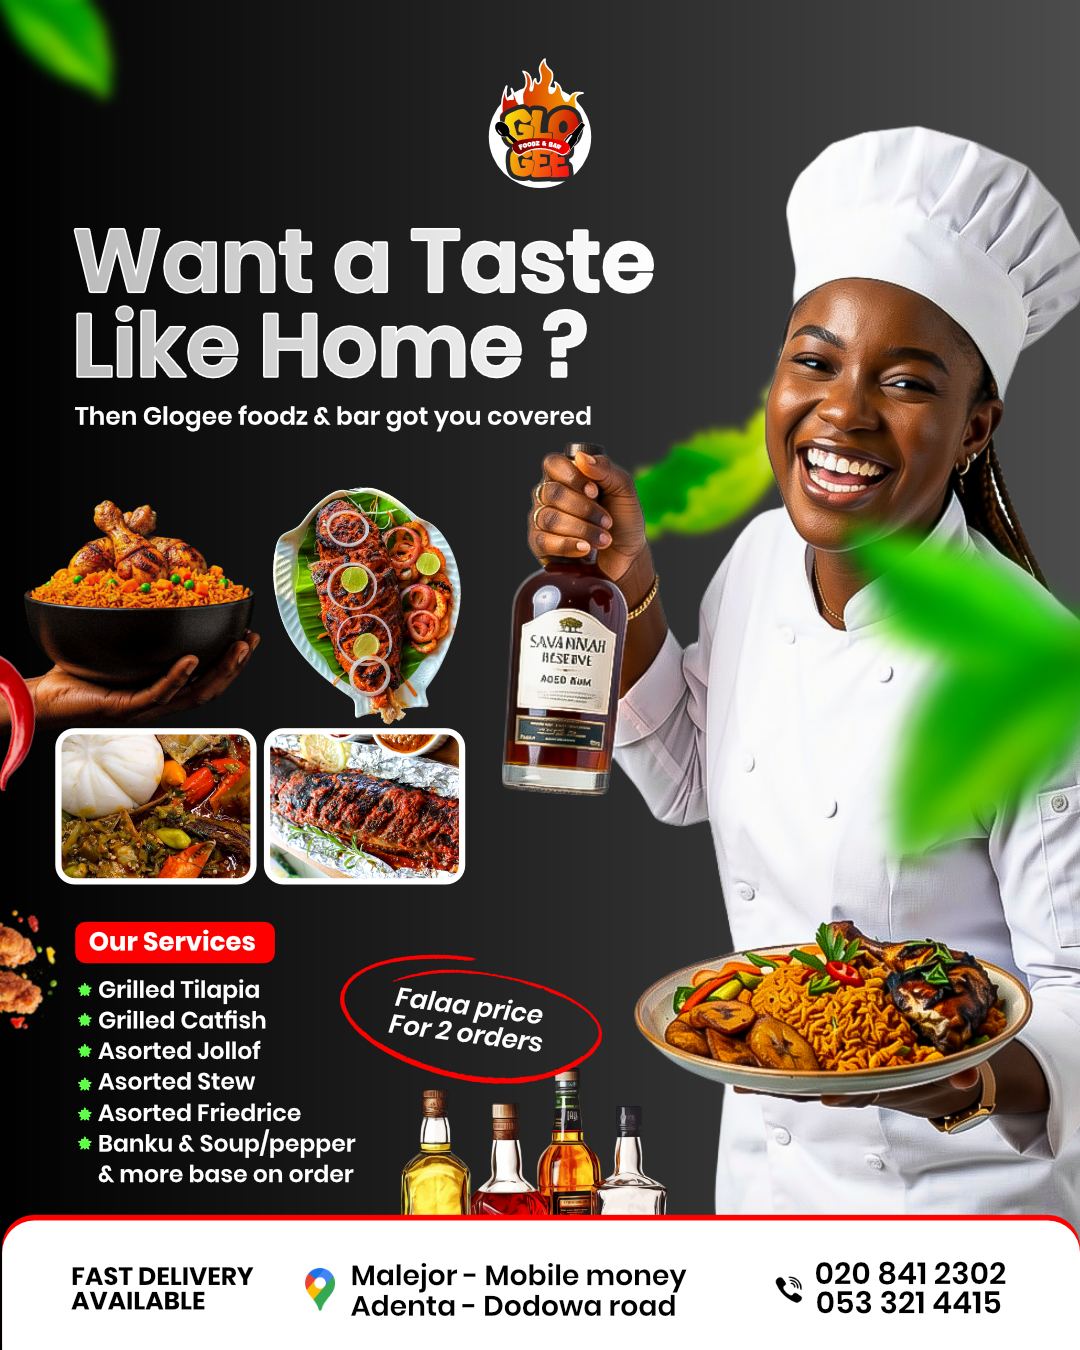 GLO
FOODZ & BAR
GEE
Want a Taste
Like Home ?
Then Glogee foodz & bar got you covered
SAVANNAH
RESERVE
AGED RUM
Our Services
Grilled Tilapia
Grilled Catfish
Asorted Jollof
Asorted Stew
Asorted Friedrice
Banku & Soup/pepper
& more base on order
Falaa price
For 2 orders
FAST DELIVERY
AVAILABLE
Malejor - Mobile money
Adenta - Dodowa road
020 841 2302
053 321 4415